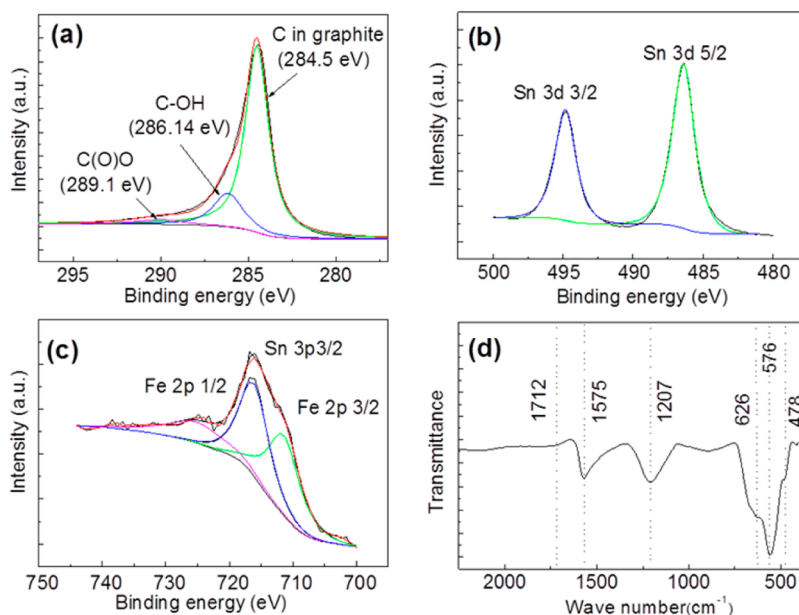 (a)
C in graphite
(284.5 eV)
C-OH
(286.14 eV)
C(O)O
(289.1 eV)
Intensity (a.u.)
295 290 285 280
Binding energy (eV)
(b)
Sn 3d 5/2
Sn 3d 3/2
Intensity (a.u.)
500 495 490 485 480
Binding energy (eV)
(c)
Sn 3p3/2
Fe 2p 1/2
Fe 2p 3/2
Intensity (a.u.)
750 740 730 720 710 700
Binding energy (eV)
(d)
1712
1575
1207
626
576
478
Transmittance
2000 1500 1000 500
Wave number(cm-1)